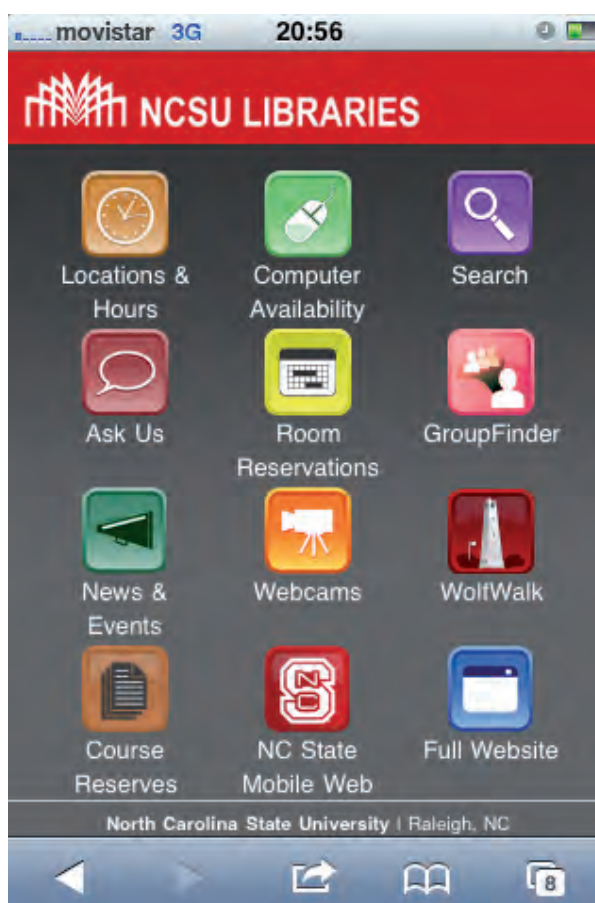 movistar 3G 20:56
NCSU LIBRARIES
Locations & Hours
Computer Availability
Search
Ask Us
Room Reservations
GroupFinder
News & Events
Webcams
WolfWalk
Course Reserves
NC State Mobile Web
Full Website
North Carolina State University | Raleigh, NC
8